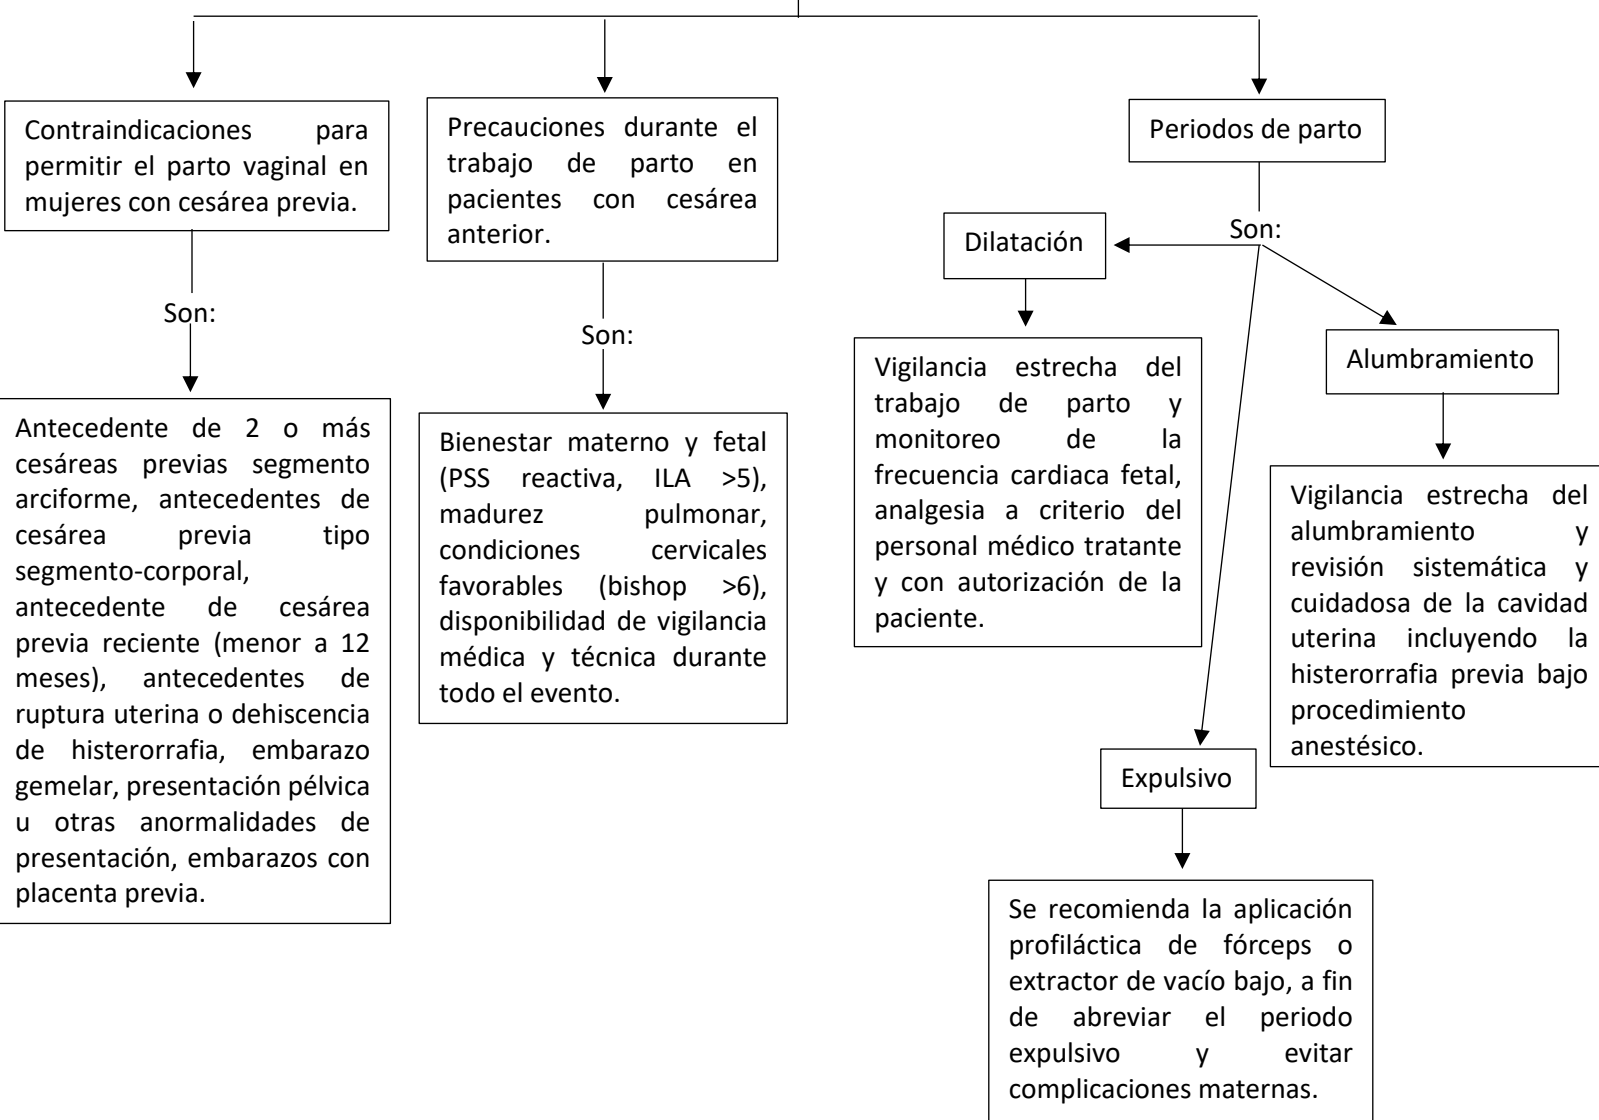 Contraindicaciones para
permitir el parto vaginal en
mujeres con cesárea previa.
Son:
Antecedente de 2 o más
cesáreas previas segmento
arciforme, antecedentes de
cesárea previa tipo
segmento-corporal,
antecedente de cesárea
previa reciente (menor a 12
meses), antecedentes de
ruptura uterina o dehiscencia
de histerorrafia, embarazo
gemelar, presentación pélvica
u otras anormalidades de
presentación, embarazos con
placenta previa.
Precauciones durante el
trabajo de parto en
pacientes con cesárea
anterior.
Son:
Bienestar materno y fetal
(PSS reactiva, ILA >5),
madurez pulmonar,
condiciones cervicales
favorables (bishop >6),
disponibilidad de vigilancia
médica y técnica durante
todo el evento.
Periodos de parto
Son:
Dilatación
Vigilancia estrecha del
trabajo de parto y
monitoreo de la
frecuencia cardiaca fetal,
analgesia a criterio del
personal médico tratante
y con autorización de la
paciente.
Expulsivo
Se recomienda la aplicación
profiláctica de fórceps o
extractor de vacío bajo, a fin
de abreviar el periodo
expulsivo y evitar
complicaciones maternas.
Alumbramiento
Vigilancia estrecha del
alumbramiento y
revisión sistemática y
cuidadosa de la cavidad
uterina incluyendo la
histerorrafia previa bajo
procedimiento
anestésico.